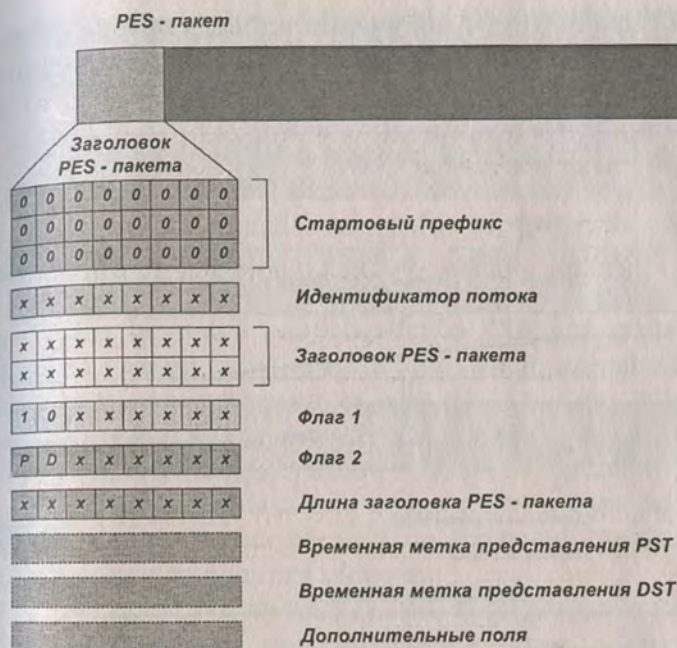 PES - пакет
Заголовок
PES - пакета
0 0 0 0 0 0 0 0
0 0 0 0 0 0 0 0
0 0 0 0 0 0 0 0
Стартовый префикс
x x x x x x x x
Идентификатор потока
x x x x x x x x
x x x x x x x x
Заголовок PES - пакета
1 0 x x x x x x
Флаг 1
P D x x x x x x
Флаг 2
x x x x x x x x
Длина заголовка PES - пакета
Временная метка представления PST
Временная метка представления DST
Дополнительные поля